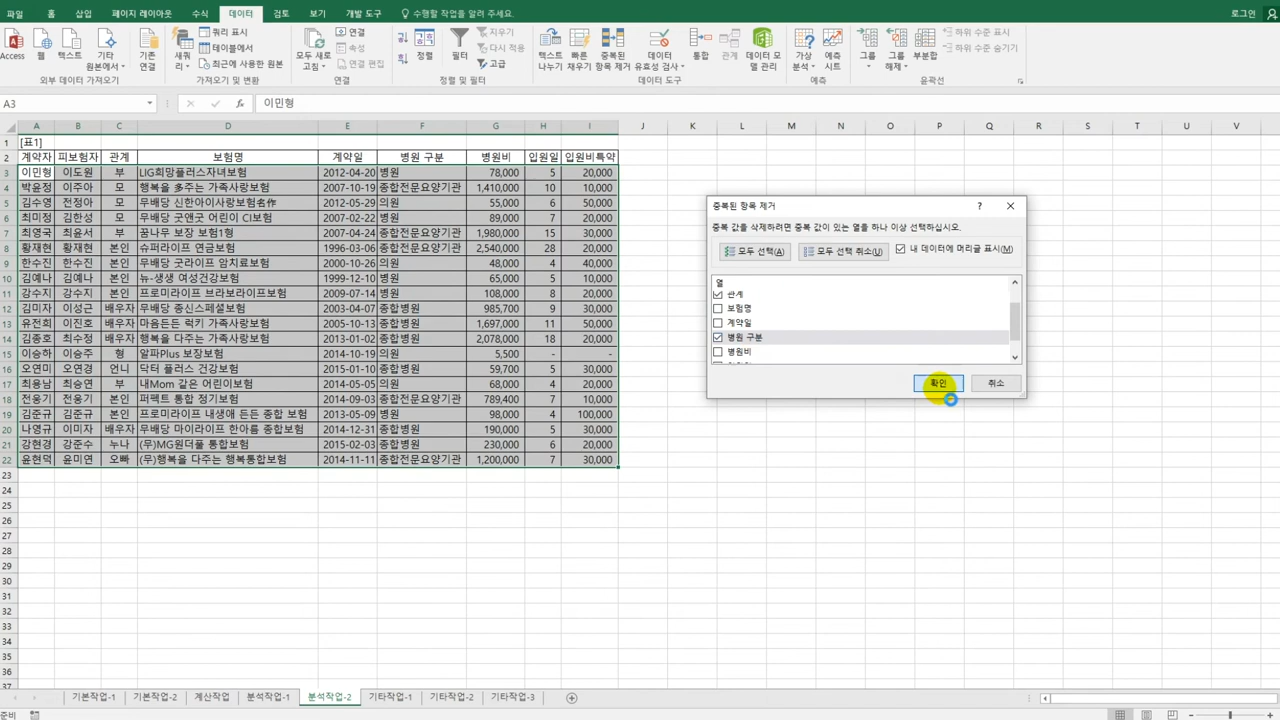 파일 홈 삽입 페이지 레이아웃 수식 데이터 검토 보기 개발 도구 수행할 작업을 알려 주세요. 로그인
Access 웹 텍스트 기타 원본에서 기존 연결 새 쿼리 쿼리 표시 테이블에서 최근에 사용한 원본 모두 새로 고침 연결 속성 연결 편집 정렬 필터 지우기 다시 적용 고급 텍스트 나누기 빠른 채우기 중복된 항목 제거 데이터 유효성 검사 통합 관계 데이터 모델 관리 가상 분석 예측 시트 그룹 그룹 해제 부분합 하위 수준 표시 하위 수준 숨기기
외부 데이터 가져오기 가져오기 및 변환 연결 정렬 및 필터 데이터 도구 예측 윤곽선
A3 fx 이민형
A B C D E F G H I J K L M N O P Q R S T U V
1 [표1]
2 계약자 피보험자 관계 보험명 계약일 병원 구분 병원비 입원일 입원비특약
3 이민형 이도원 부 LIG희망플러스자녀보험 2012-04-20 병원 78,000 5 20,000
4 박윤정 이주아 모 행복을 多주는 가족사랑보험 2007-10-19 종합전문요양기관 1,410,000 10 10,000
5 김수영 전정아 모 무배당 신한아이사랑보험名作 2012-05-29 의원 55,000 6 50,000
6 최미정 김한성 모 무배당 굿앤굿 어린이 CI보험 2007-02-22 병원 89,000 7 20,000
7 최영국 최윤서 부 꿈나무 보장 보험1형 2007-04-24 종합전문요양기관 1,980,000 15 30,000
8 황재현 황재현 본인 슈퍼라이프 연금보험 1996-03-06 종합전문요양기관 2,540,000 28 20,000
9 한수진 한수진 본인 무배당 굿라이프 암치료보험 2000-10-26 의원 48,000 4 40,000
10 김예나 김예나 본인 뉴-생생 여성건강보험 1999-12-10 병원 65,000 5 10,000
11 강수지 강수지 본인 프로미라이프 브라보라이프보험 2009-07-14 병원 108,000 8 20,000
12 김미자 이성근 배우자 무배당 종신스페셜보험 2003-04-07 종합병원 985,700 9 30,000
13 유전희 이진호 배우자 마음든든 럭키 가족사랑보험 2005-10-13 종합병원 1,697,000 11 50,000
14 김종호 최수정 배우자 행복을 다주는 가족사랑보험 2013-01-02 종합병원 2,078,000 18 20,000
15 이승하 이승주 형 알파Plus 보장보험 2014-10-19 의원 5,500 - -
16 오연미 오연경 언니 닥터 플러스 건강보험 2015-01-10 종합병원 59,700 5 30,000
17 최용남 최승연 부 내Mom 같은 어린이보험 2014-05-05 의원 68,000 4 20,000
18 전웅기 전웅기 본인 퍼펙트 통합 정기보험 2014-09-03 종합병원 789,400 7 10,000
19 김준규 김준규 본인 프로미라이프 내생애 든든 종합 보험 2013-05-09 병원 98,000 4 100,000
20 나영규 이미자 배우자 무배당 마이라이프 한아름 종합보험 2014-12-31 종합병원 190,000 5 30,000
21 강현경 강준수 누나 (무)MG원더풀 통합보험 2015-02-03 종합병원 230,000 6 20,000
22 윤현덕 윤미연 오빠 (무)행복을 다주는 행복통합보험 2014-11-11 종합전문요양기관 1,200,000 7 30,000
23
24
25
26
27
28
29
30
31
32
33
34
35
36
37
중복된 항목 제거 ?
중복 값을 삭제하려면 중복 값이 있는 열을 하나 이상 선택하십시오.
모두 선택(A) 모두 선택 취소(U) 내 데이터에 머리글 표시(M)
열
관계
보험명
계약일
병원 구분
병원비
확인 취소
기본작업-1 기본작업-2 계산작업 분석작업-1 분석작업-2 기타작업-1 기타작업-2 기타작업-3
준비